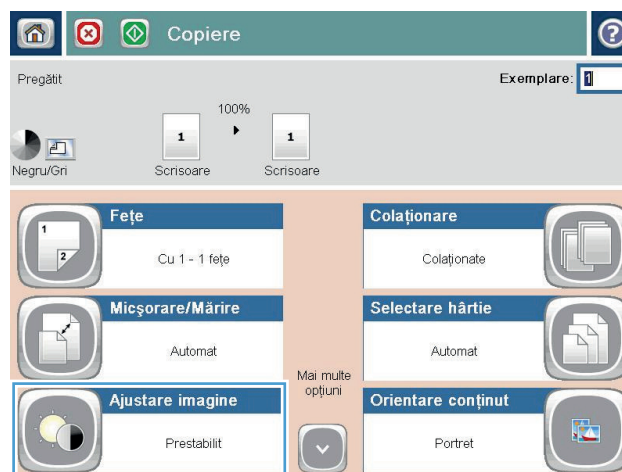 Copiere
Pregătit
Exemplare: 1
100%
1
1
Negru/Gri
Scrisoare
Scrisoare
Fețe
1
2
Cu 1 - 1 fețe
Colaționare
Colaționate
Micșorare/Mărire
Automat
Selectare hârtie
Automat
Mai multe
opțiuni
Ajustare imagine
Prestabilit
Orientare conținut
Portret